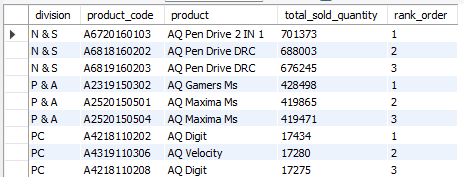 division product_code product total_sold_quantity rank_order
N & S A6720160103 AQ Pen Drive 2 IN 1 701373 1
N & S A6818160202 AQ Pen Drive DRC 688003 2
N & S A6819160203 AQ Pen Drive DRC 676245 3
P & A A2319150302 AQ Gamers Ms 428498 1
P & A A2520150501 AQ Maxima Ms 419865 2
P & A A2520150504 AQ Maxima Ms 419471 3
PC A4218110202 AQ Digit 17434 1
PC A4319110306 AQ Velocity 17280 2
PC A4218110208 AQ Digit 17275 3